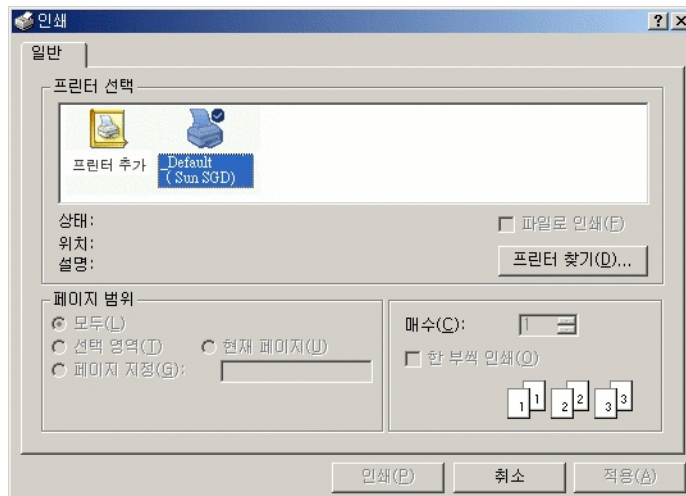 인쇄
일반
프린터 선택
프린터 추가
_Default
( Sun SGD)
상태:
위치:
설명:
파일로 인쇄(F)
프린터 찾기(D)...
페이지 범위
모두(L)
선택 영역(T) 현재 페이지(U)
페이지 지정(G):
매수(C): 1
한 부씩 인쇄(O)
1 1 2 2 3 3
인쇄(P) 취소 적용(A)